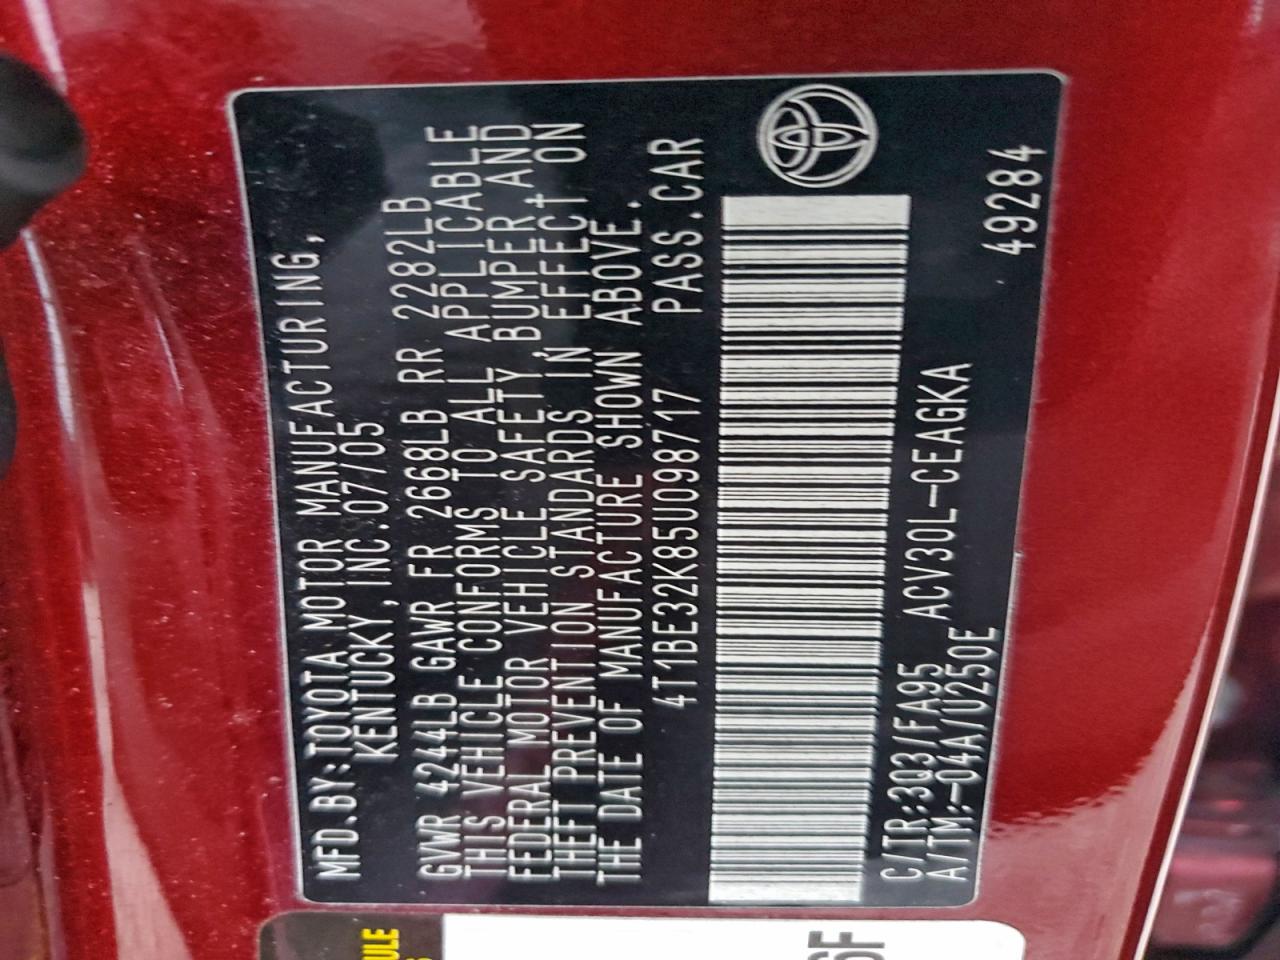 MFD.BY:TOYOTA MOTOR MANUFACTURING,
KENTUCKY, INC.07/05
GVWR 4244LB GAWR FR 2668LB RR 2282LB
THIS VEHICLE CONFORMS TO ALL APPLICABLE
FEDERAL MOTOR VEHICLE SAFETY, BUMPER, AND
THEFT PREVENTION STANDARDS IN EFFECT ON
THE DATE OF MANUFACTURE SHOWN ABOVE.
4T1BE32K85U098717 PASS.CAR
C/TR:3Q3/FA95 ACV30L-CEAGKA 49284
A/TM:-04A/U250E